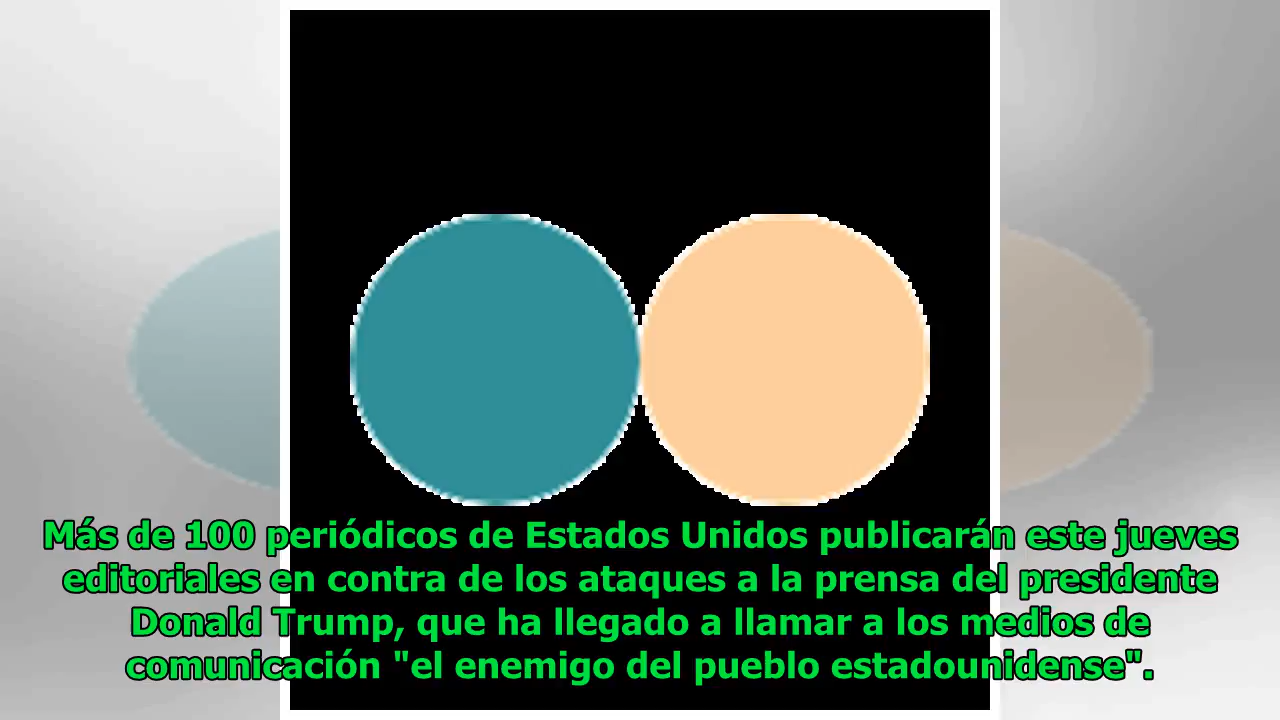 Más de 100 periódicos de Estados Unidos publicarán este jueves
editoriales en contra de los ataques a la prensa del presidente
Donald Trump, que ha llegado a llamar a los medios de
comunicación "el enemigo del pueblo estadounidense".